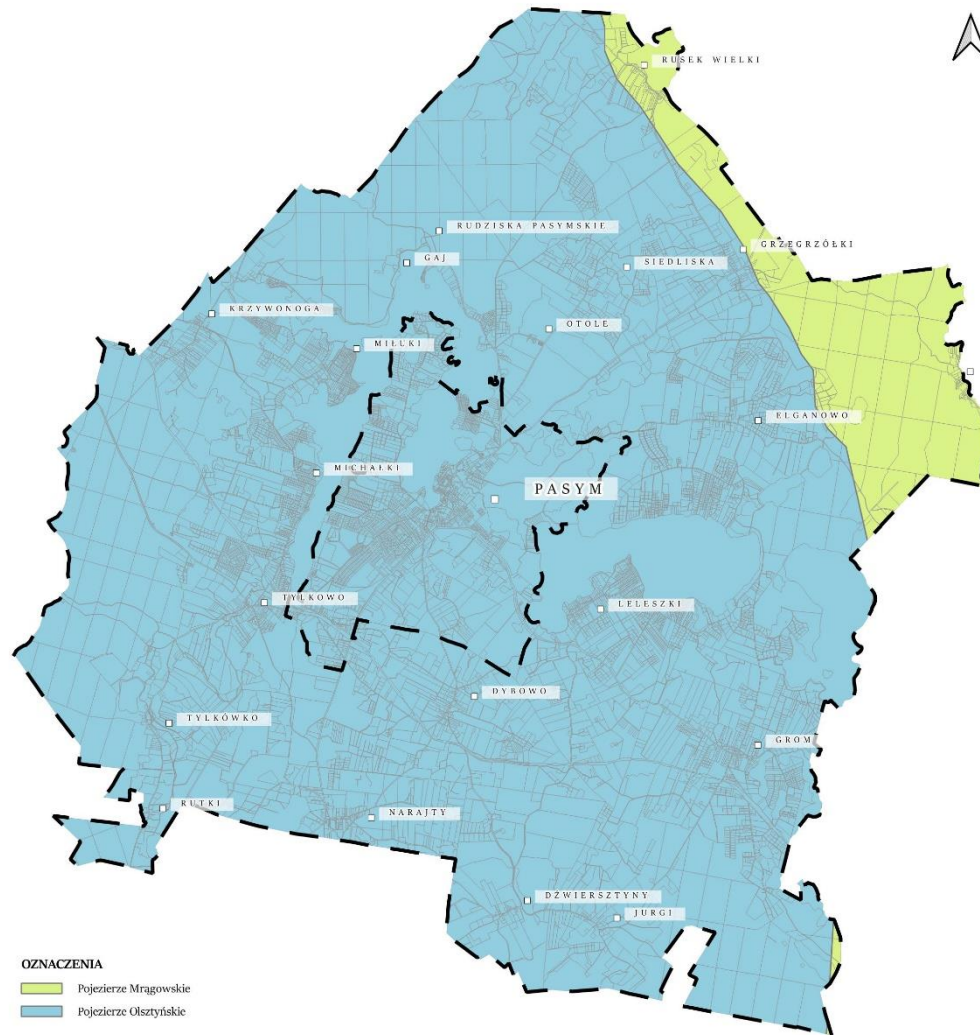 RUSEK WIELKI
RUDZISKA PASYMSKIE
GRZEGRZÓŁKI
GAJ
SIEDLISKA
KRZYWONOGA
OTOLE
MIŁUKI
ELGANOWO
MICHAŁKI
PASYM
TYLKOWO
LELESZKI
DYBOWO
TYLKÓWKO
GROM
RUTKI
NARAJTY
DŹWIERSZTYNY
JURGI
OZNACZENIA
Pojezierze Mrągowskie
Pojezierze Olsztyńskie